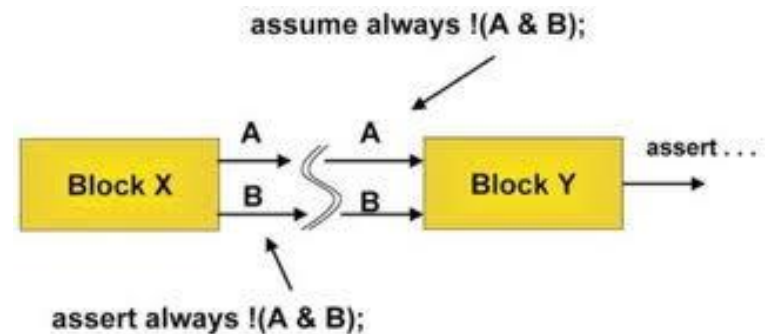 assume always !(A & B);
A
A
assert . . .
Block X
Block Y
B
B
assert always !(A & B);